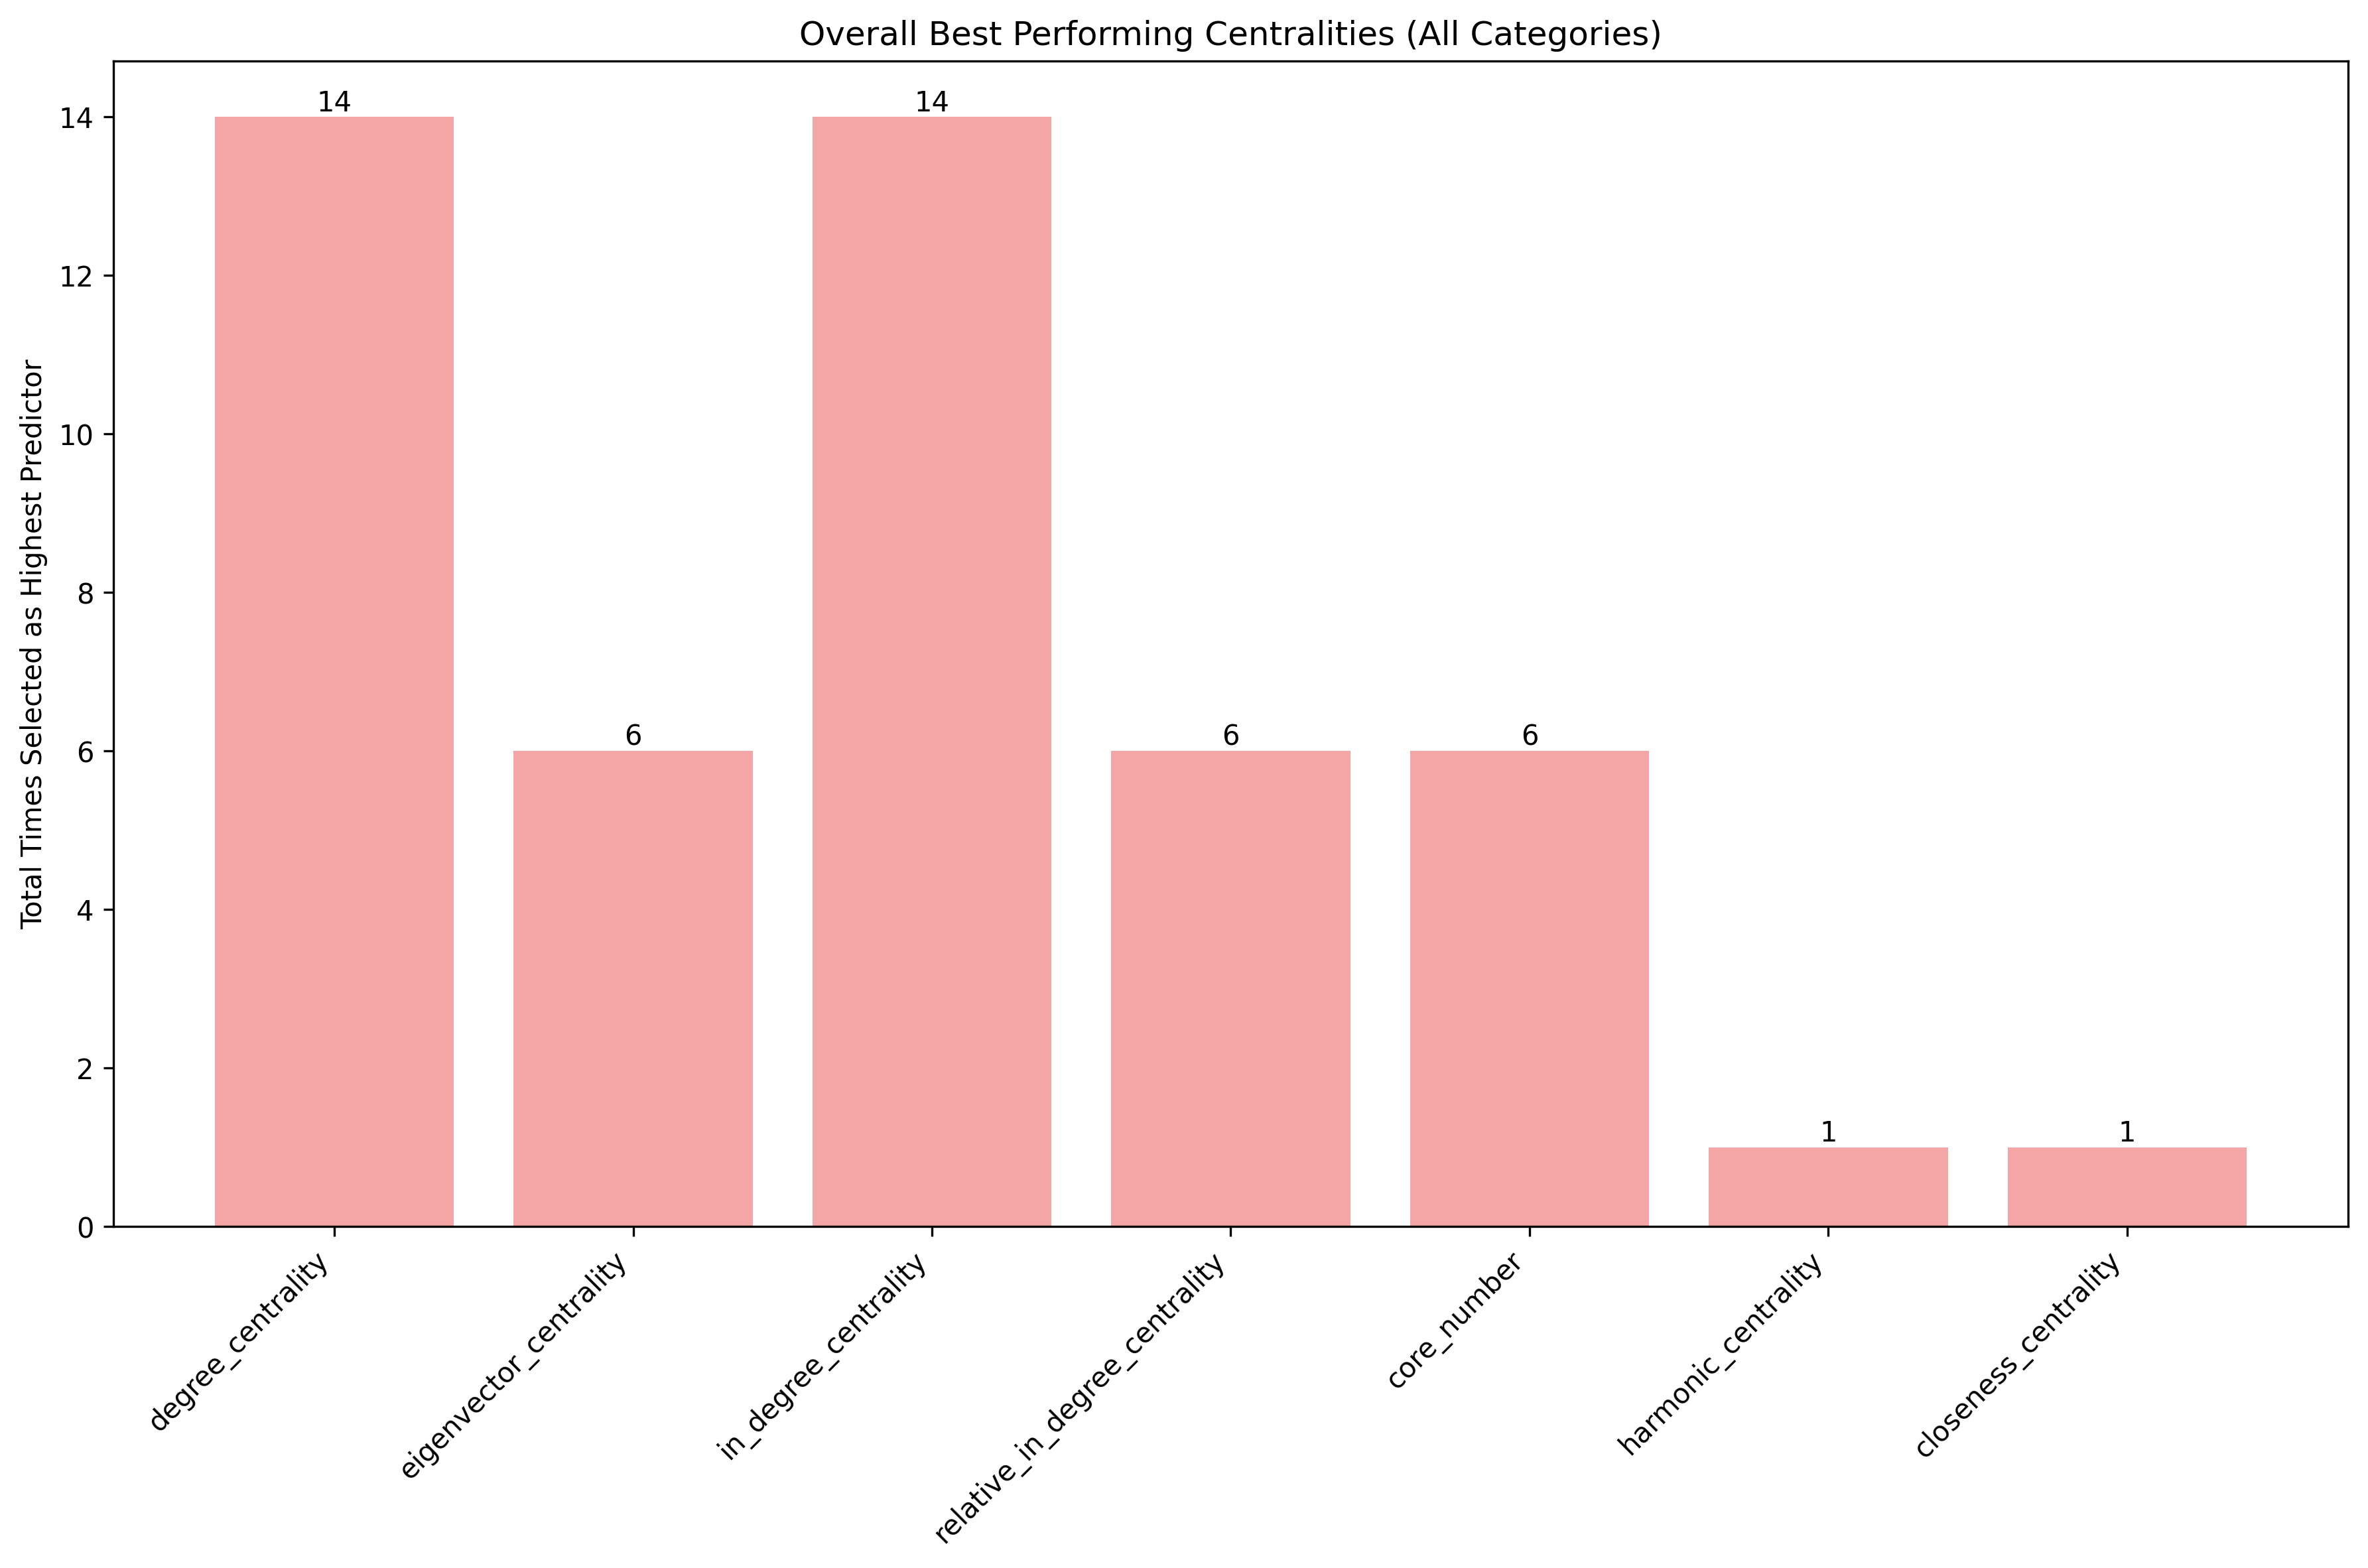 Overall Best Performing Centralities (All Categories)
Total Times Selected as Highest Predictor
14
12
10
8
6
4
2
0
14
6
14
6
6
1
1
degree_centrality
eigenvector_centrality
in_degree_centrality
relative_in_degree_centrality
core_number
harmonic_centrality
closeness_centrality